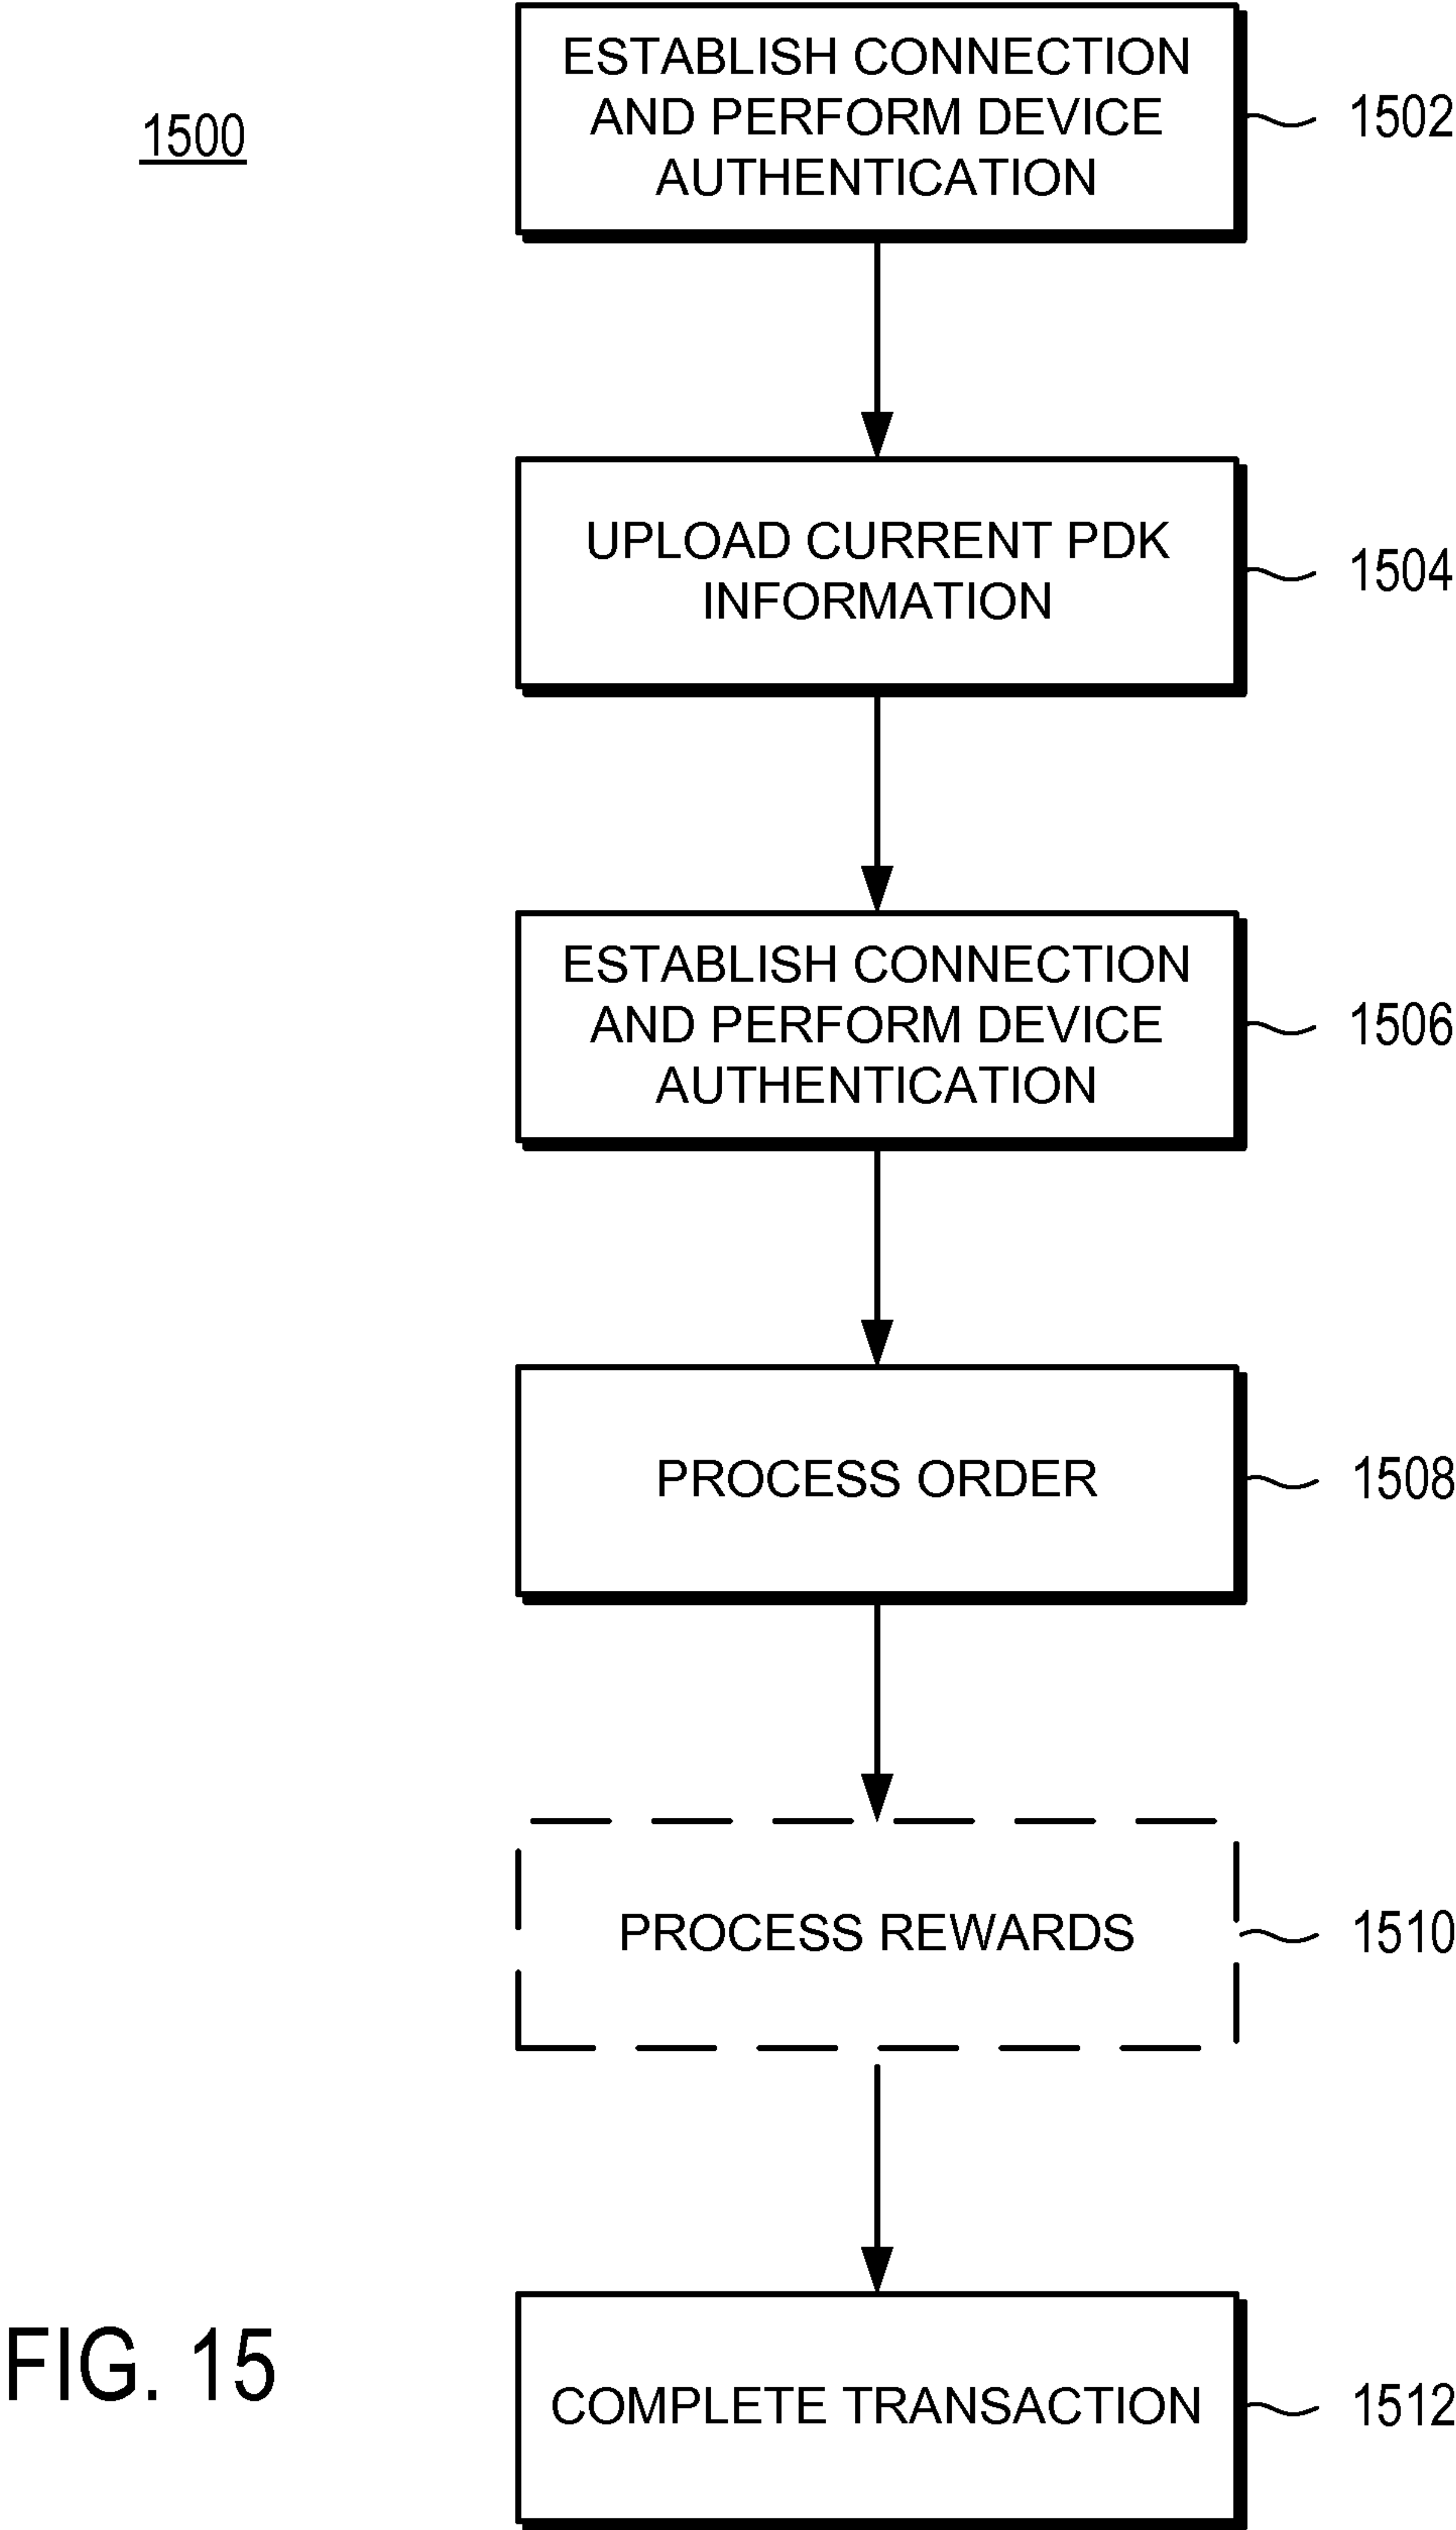 1500
ESTABLISH CONNECTION
AND PERFORM DEVICE
AUTHENTICATION
1502
UPLOAD CURRENT PDK
INFORMATION
1504
ESTABLISH CONNECTION
AND PERFORM DEVICE
AUTHENTICATION
1506
PROCESS ORDER
1508
PROCESS REWARDS
1510
COMPLETE TRANSACTION
1512
FIG. 15